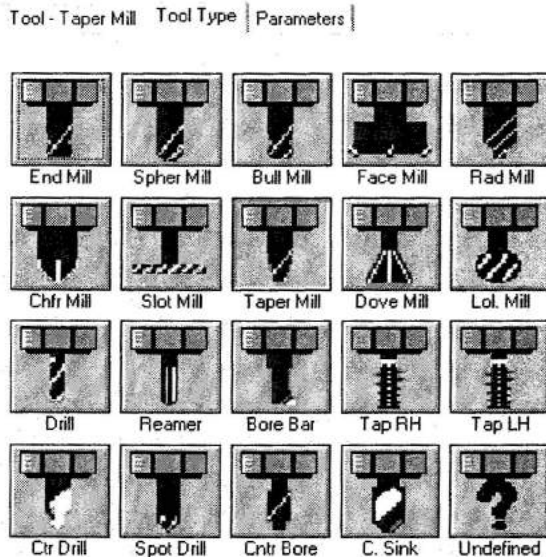 Tool - Taper Mill Tool Type Parameters
End Mill Spher Mill Bull Mill Face Mill Rad Mill
Chfr Mill Slot Mill Taper Mill Dove Mill Lol. Mill
Drill Reamer Bore Bar Tap RH Tap LH
Ctr Drill Spot Drill Cntr Bore C. Sink Undefined